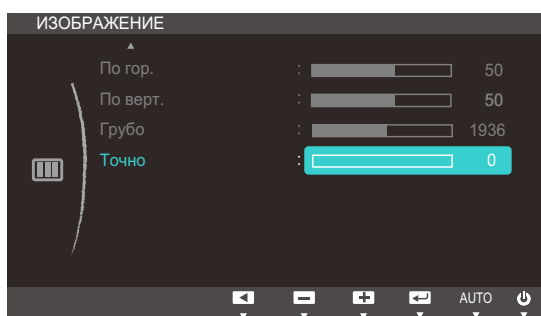 ИЗОБРАЖЕНИЕ
По гор. : 50
По верт. : 50
Грубо : 1936
Точно : 0
AUTO